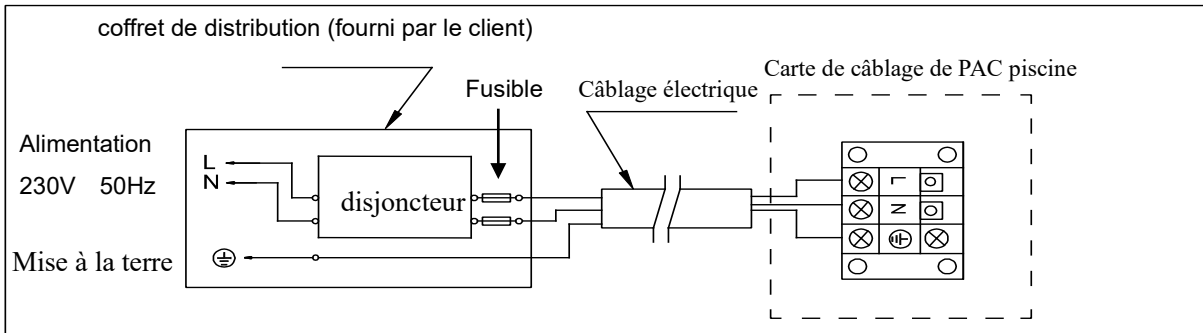 coffret de distribution (fourni par le client)
Carte de câblage de PAC piscine
Fusible
Câblage électrique
Alimentation
230V 50Hz
L
N
disjoncteur
Mise à la terre
L
N